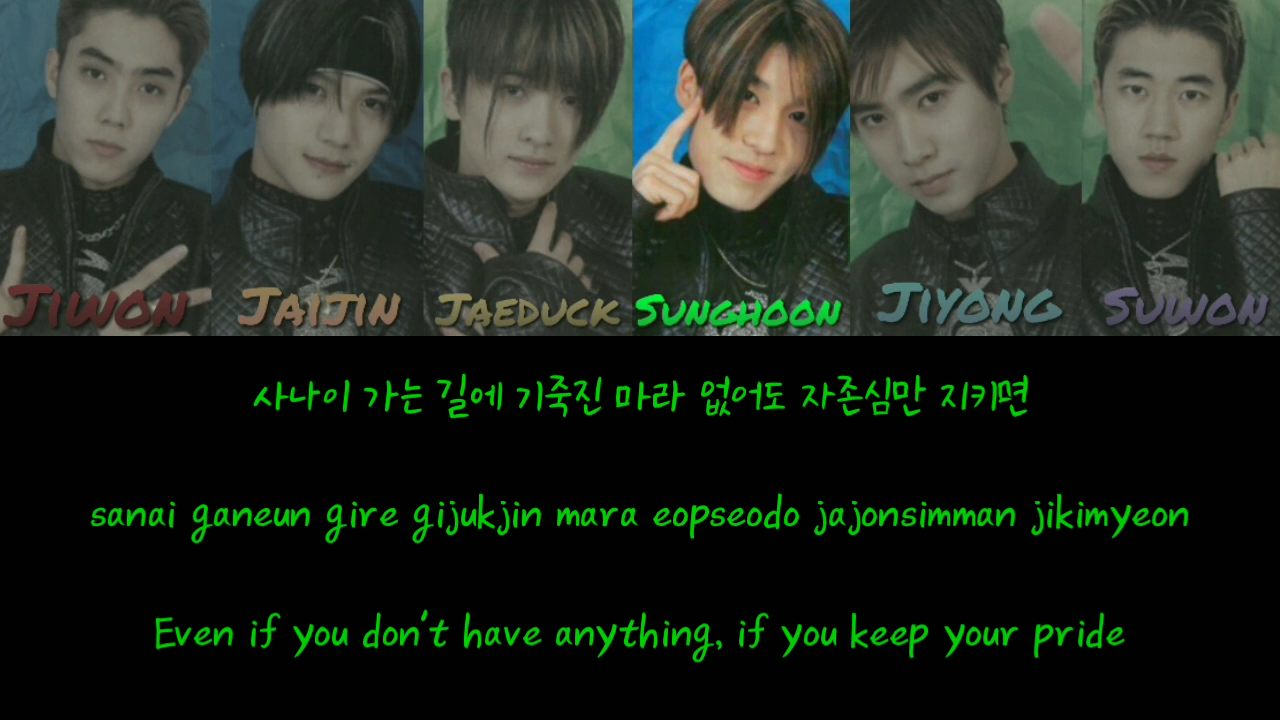 JIWON JAIJIN JAEDUCK SUNGHOON JIYONG SUWON
사나이 가는 길에 기죽진 마라 없어도 자존심만 지키면
sanai ganeun gire gijukjin mara eopseodo jajonsimman jikimyeon
Even if you don't have anything, if you keep your pride